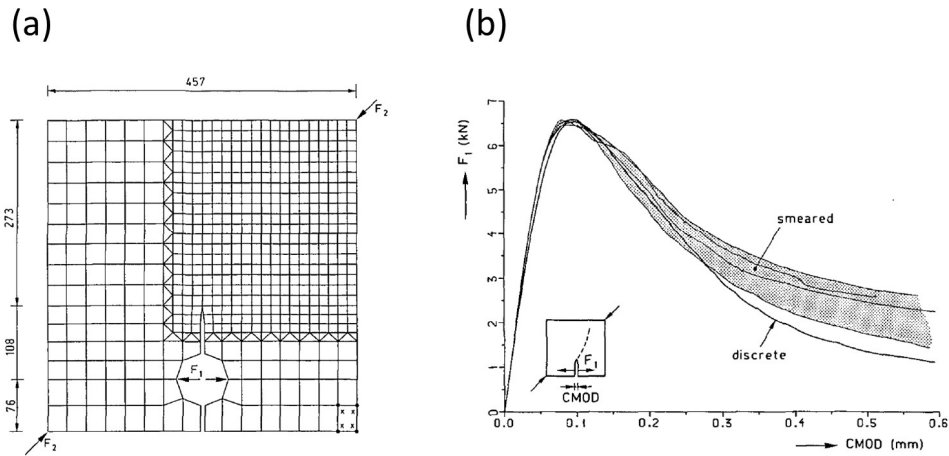 (a)
457
F₂
273
108
76
F₁
x x
x x
F₂
(b)
F₁ (kN)
7
6
5
4
3
2
1
0
smeared
discrete
F₁
CMOD
0.0
0.1
0.2
0.3
0.4
0.5
0.6
CMOD (mm)